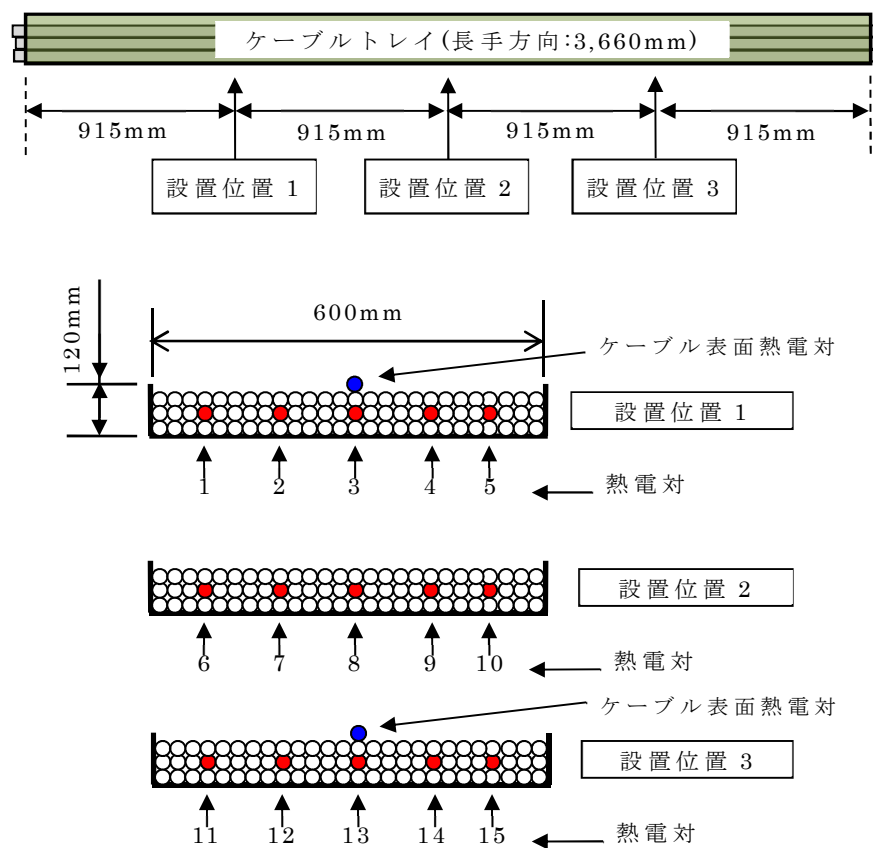 ケーブルトレイ(長手方向:3,660mm)
915mm 915mm 915mm 915mm
設置位置 1 設置位置 2 設置位置 3
600mm
120mm
ケーブル表面熱電対
設置位置 1
1 2 3 4 5 熱電対
設置位置 2
6 7 8 9 10 熱電対
ケーブル表面熱電対
設置位置 3
11 12 13 14 15 熱電対